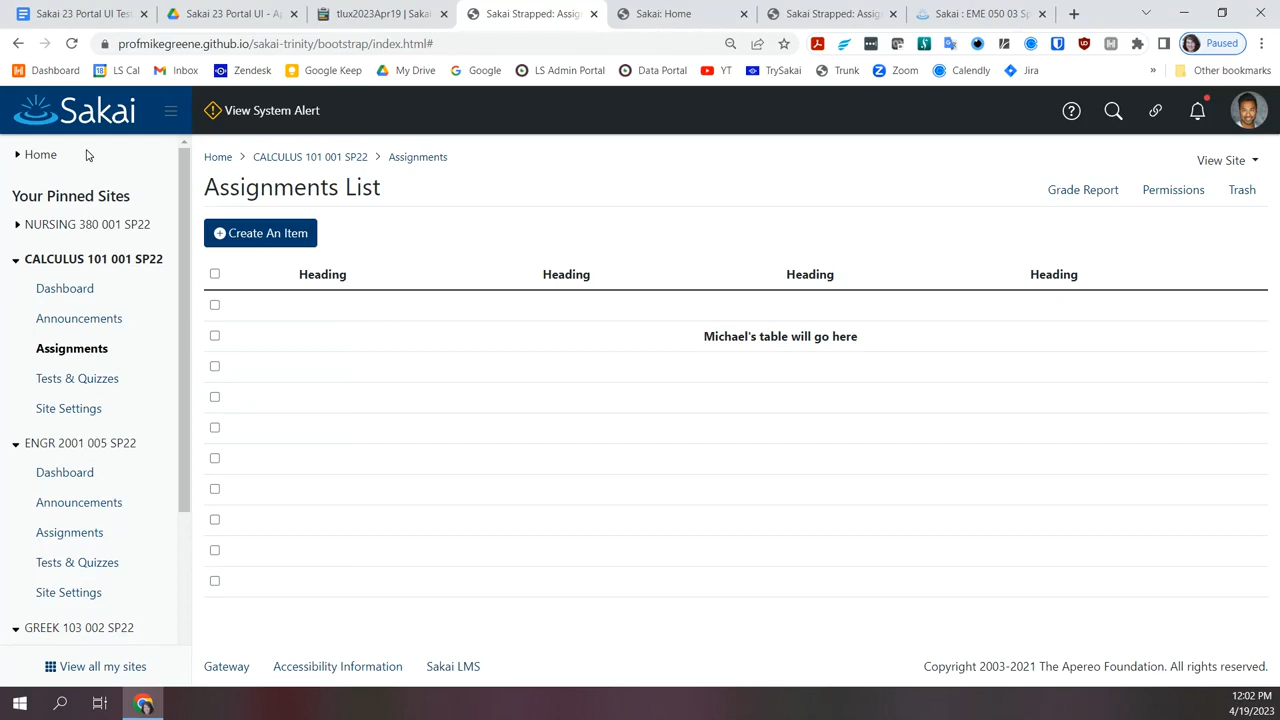 Sakai 23 Portal UI Test
Sakai 23 Portal UI - A
tlux2023Apr19 | Sakai
Sakai Strapped: Assig
Sakai: Home
Sakai Strapped: Assig
Sakai : EME 050 03 Sp
profmikegreene.github.io/sakai-trinity/bootstrap/index.html#
Paused
Dashboard
LS Cal
Inbox
Zendesk
Google Keep
My Drive
Google
LS Admin Portal
Data Portal
YT
TrySakai
Trunk
Zoom
Calendly
Jira
»
Other bookmarks
Sakai
View System Alert
Home
Your Pinned Sites
NURSING 380 001 SP22
CALCULUS 101 001 SP22
Dashboard
Announcements
Assignments
Tests & Quizzes
Site Settings
ENGR 2001 005 SP22
Dashboard
Announcements
Assignments
Tests & Quizzes
Site Settings
GREEK 103 002 SP22
View all my sites
Home > CALCULUS 101 001 SP22 > Assignments
View Site
Assignments List
Grade Report
Permissions
Trash
Create An Item
Heading Heading Heading Heading
Michael's table will go here
Gateway
Accessibility Information
Sakai LMS
Copyright 2003-2021 The Apereo Foundation. All rights reserved.
12:02 PM
4/19/2023